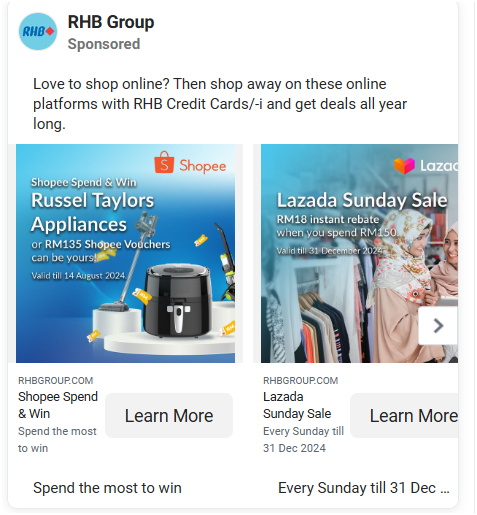 RHB
RHB Group
Sponsored
Love to shop online? Then shop away on these online
platforms with RHB Credit Cards/-i and get deals all year
long.
Shopee
Shopee Spend & Win
Russel Taylors
Appliances
or RM135 Shopee Vouchers
can be yours!
Valid till 14 August 2024.
Lazada Sunday Sale
RM18 instant rebate
when you spend RM150.
Valid till 31 December 2024.
RHBGROUP.COM
Shopee Spend
& Win
Spend the most
to win
Learn More
RHBGROUP.COM
Lazada
Sunday Sale
Every Sunday till
31 Dec 2024
Learn More
Spend the most to win
Every Sunday till 31 Dec ...